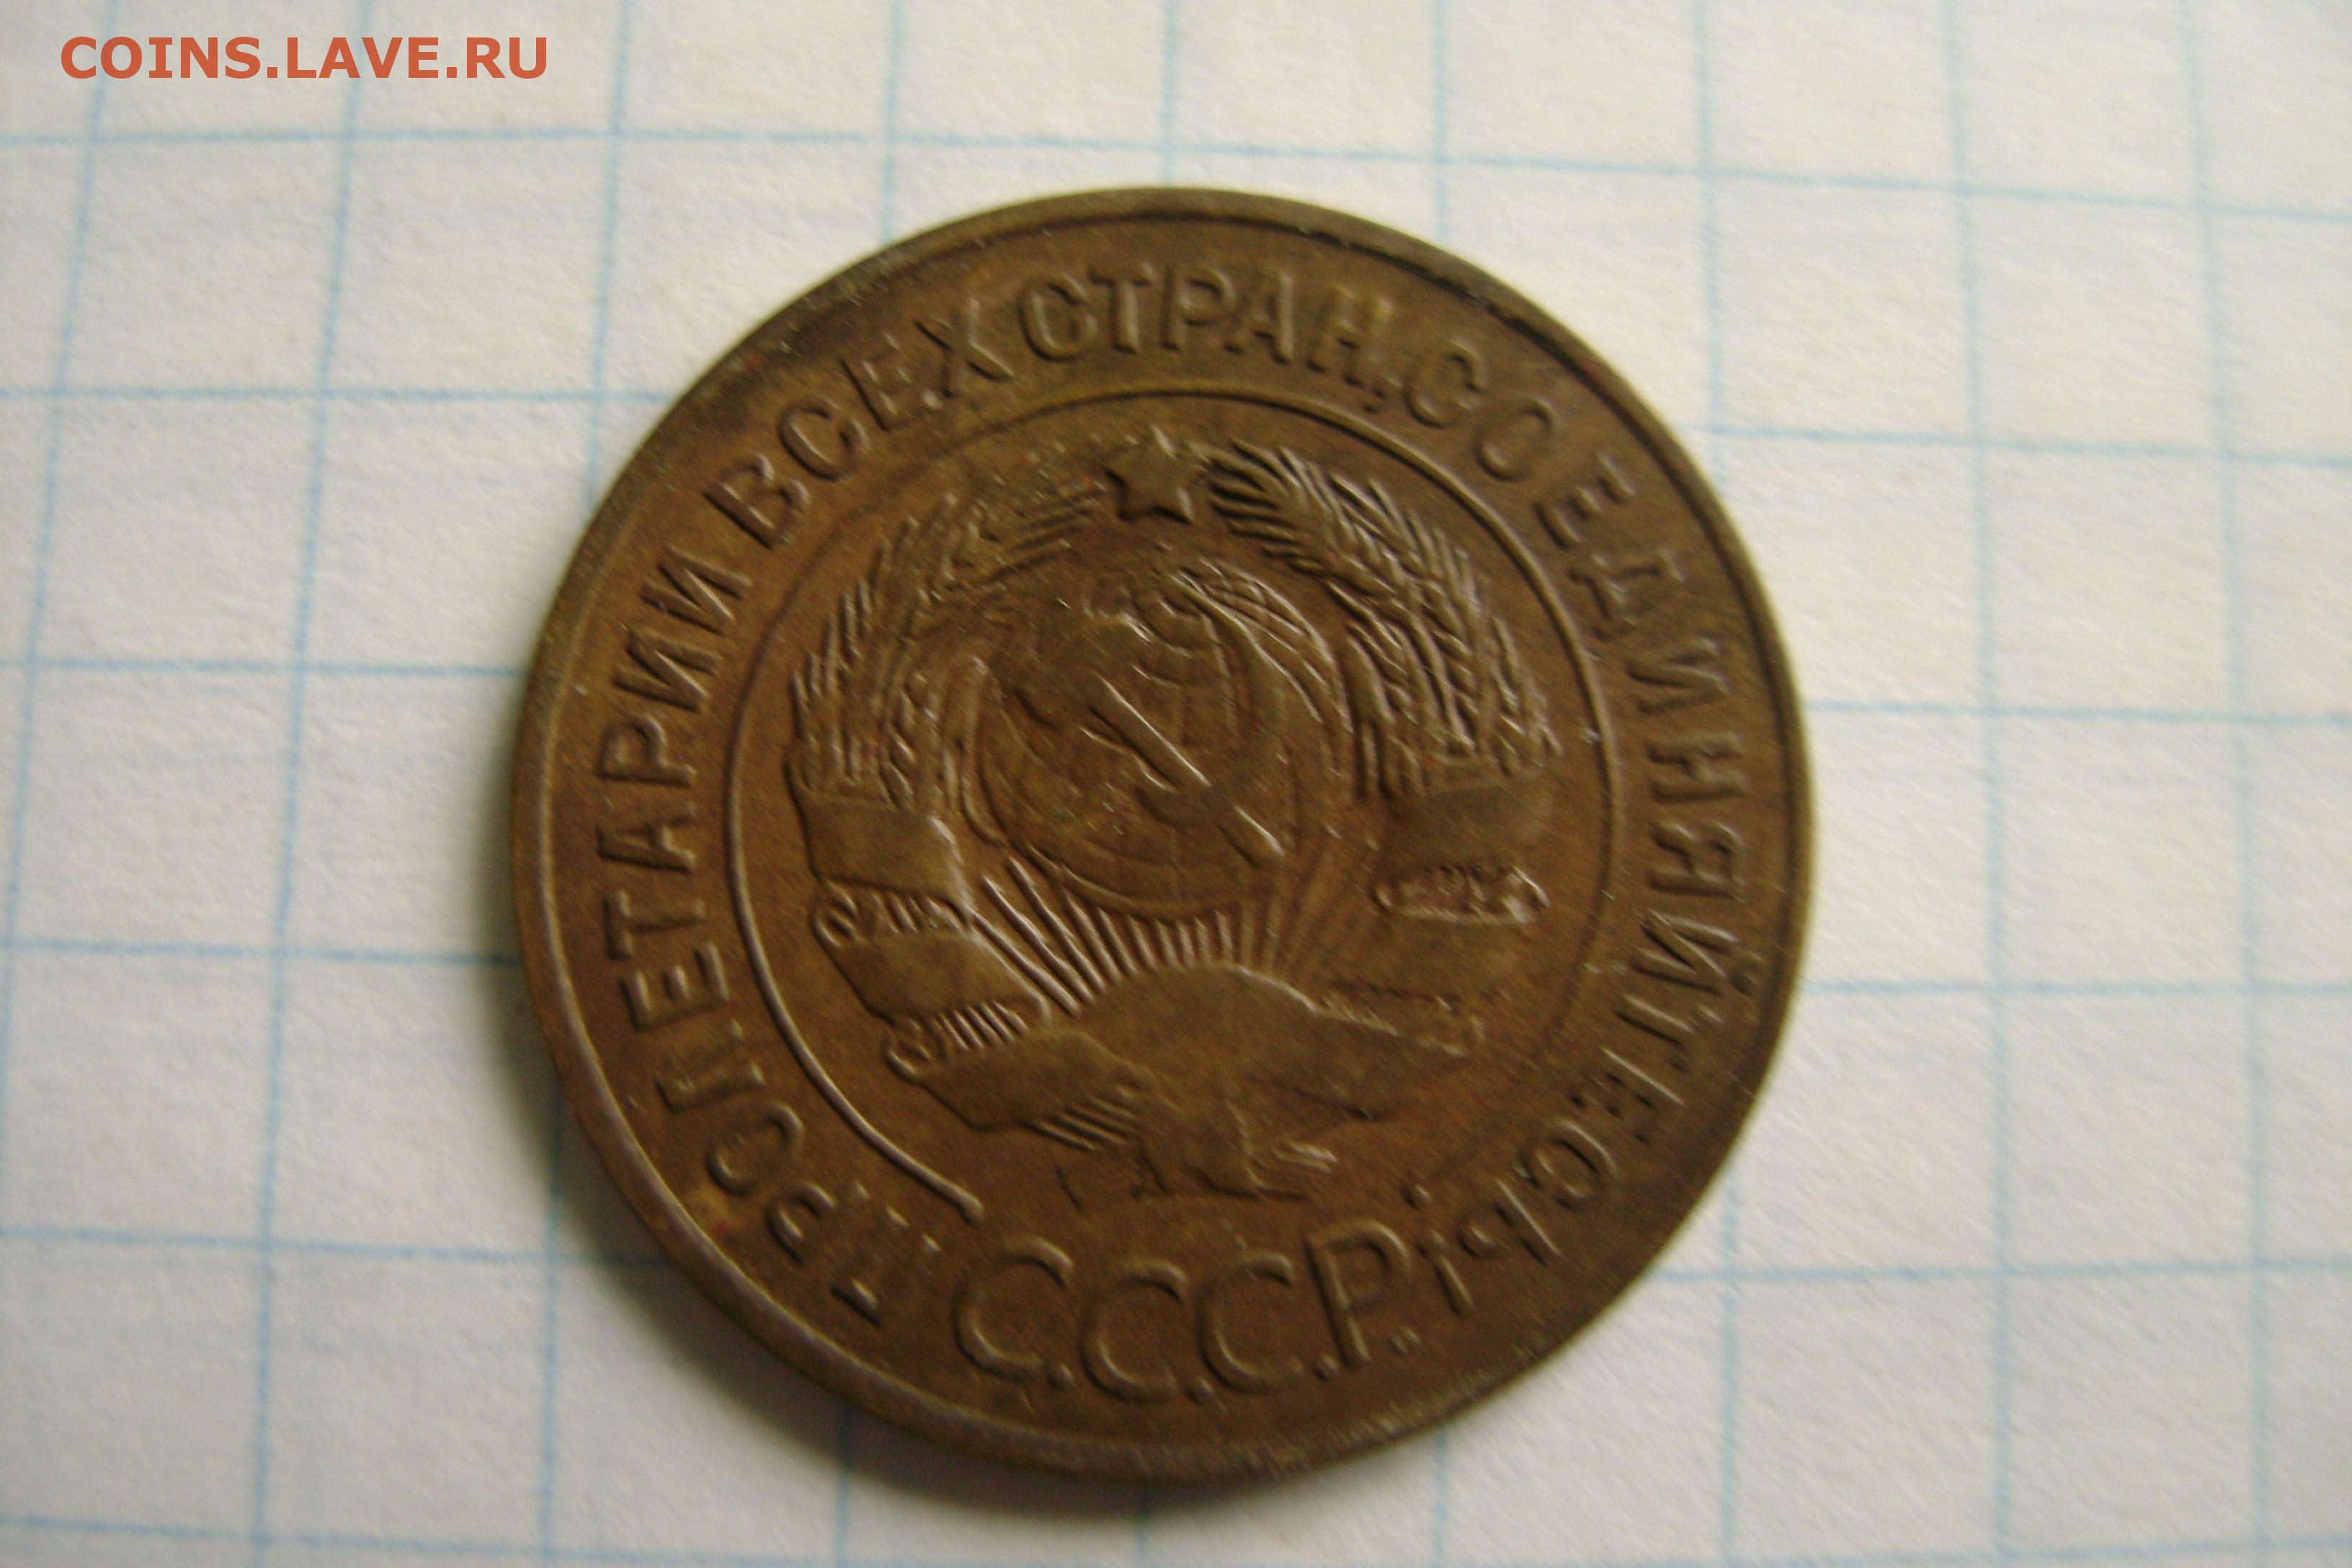 COINS.LAVE.RU
ПРОЛЕТАРИИ ВСЕХ СТРАН, СОЕДИНЯЙТЕСЬ!
С.С.С.Р.